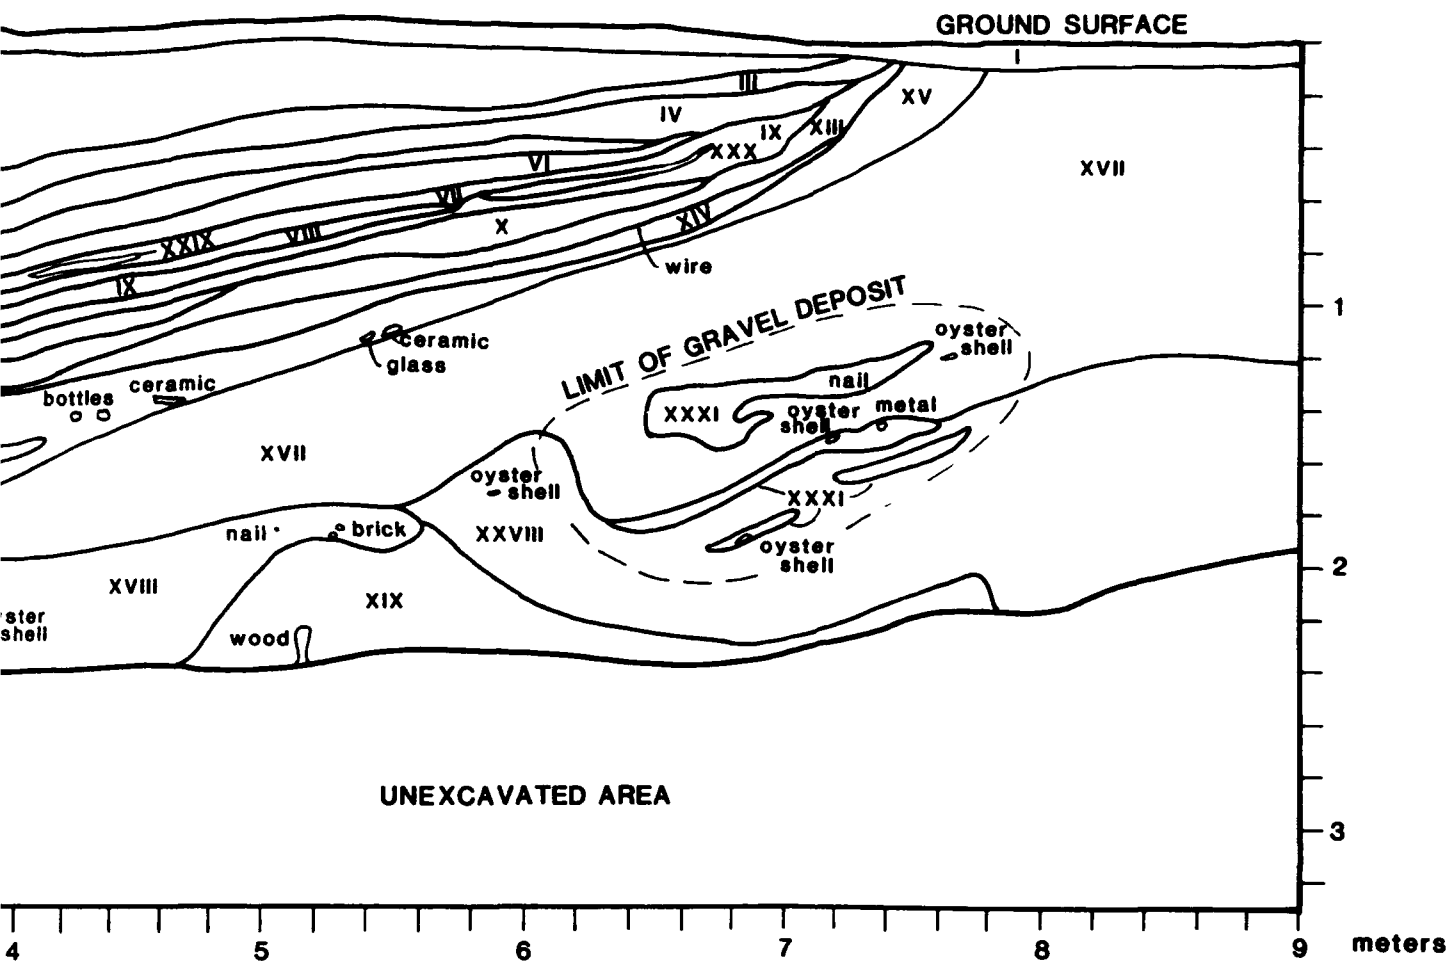 GROUND SURFACE
I
III
XV
IV
IX
XIII
XXX
VI
XVII
VII
XIV
X
VIII
XXIX
wire
IX
LIMIT OF GRAVEL DEPOSIT
1
oyster
shell
ceramic
glass
nail
ceramic
bottles
XXXI
oyster
shell
metal
XVII
oyster
shell
XXXI
nail
brick
XXVIII
oyster
shell
2
XVIII
XIX
yster
shell
wood
UNEXCAVATED AREA
3
4 5 6 7 8 9 meters